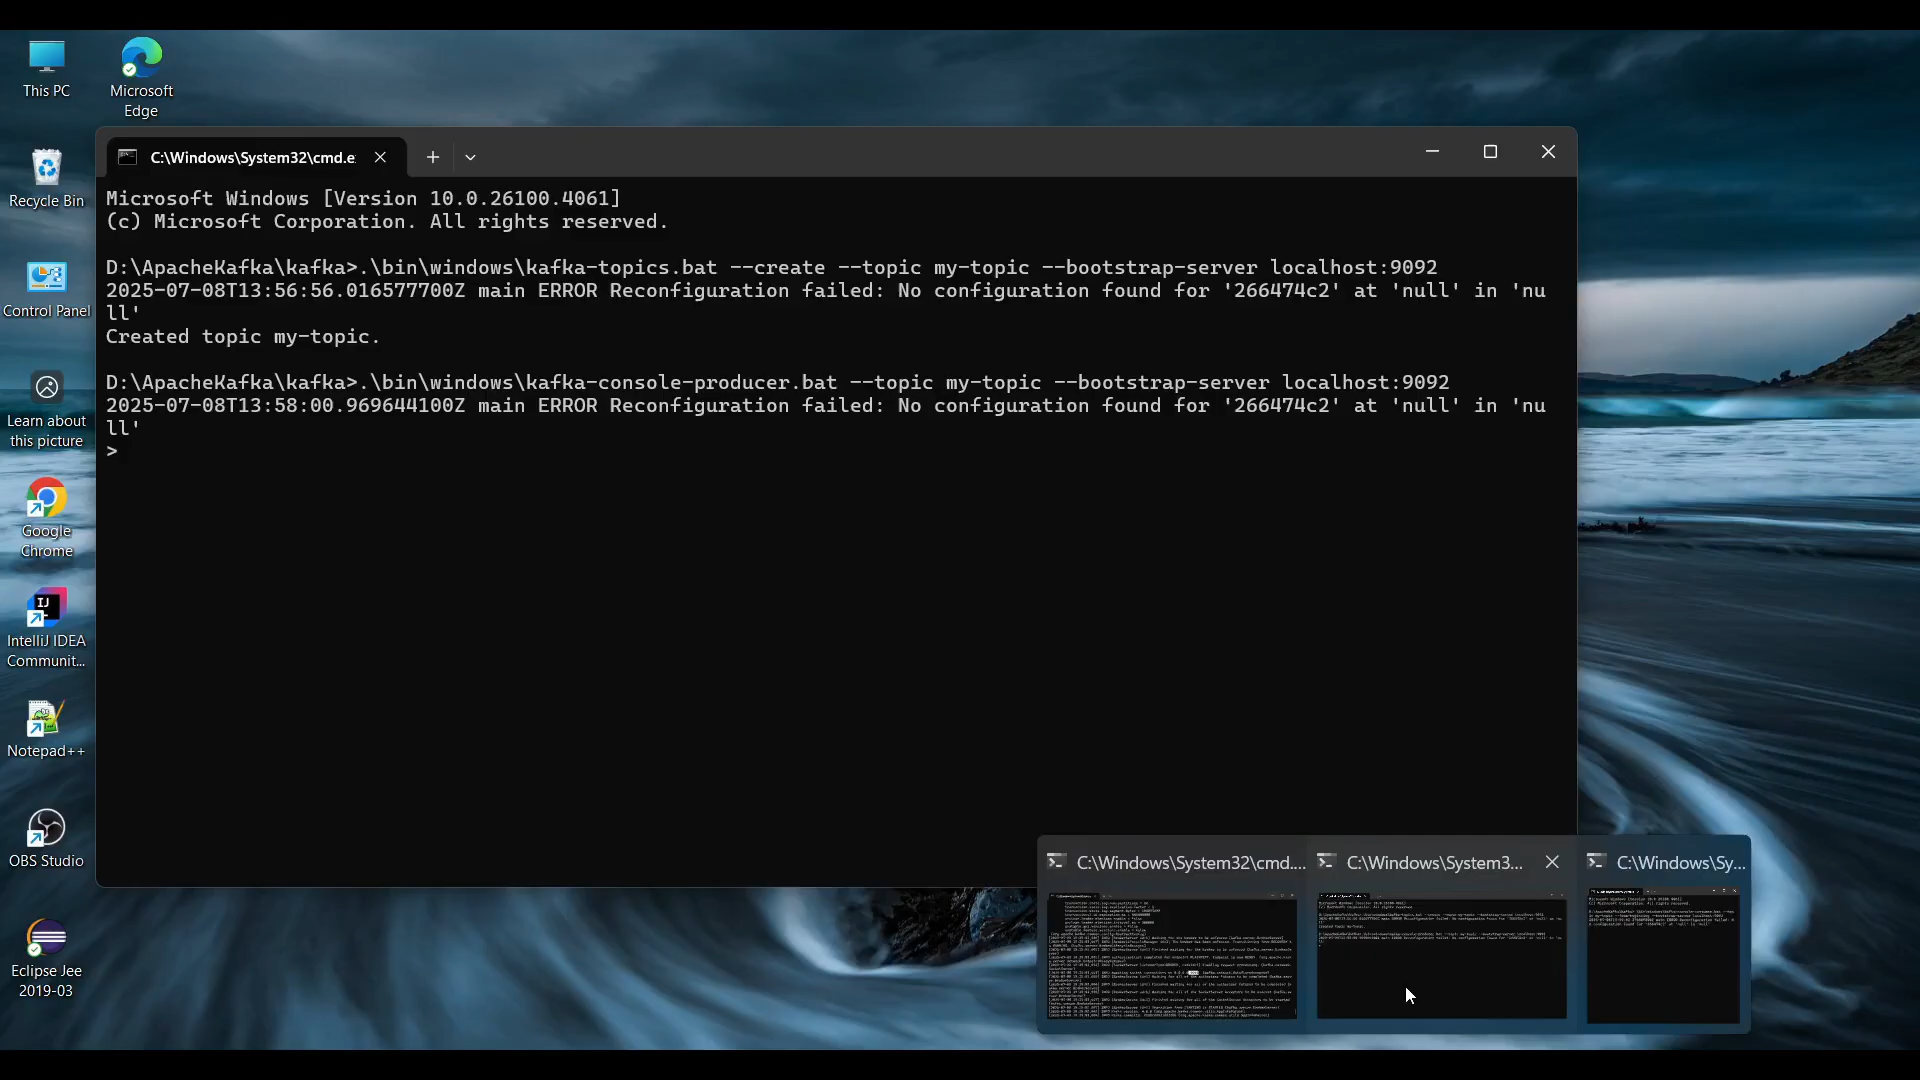 This PC
Microsoft
Edge
Recycle Bin
Control Panel
Learn about
this picture
Google
Chrome
IntelliJ IDEA
Communit...
Notepad++
OBS Studio
Eclipse Jee
2019-03
C:\Windows\System32\cmd.e
Microsoft Windows [Version 10.0.26100.4061]
(c) Microsoft Corporation. All rights reserved.
D:\ApacheKafka\kafka>.\bin\windows\kafka-topics.bat --create --topic my-topic --bootstrap-server localhost:9092
2025-07-08T13:56:56.016577700Z main ERROR Reconfiguration failed: No configuration found for '266474c2' at 'null' in 'nu
ll'
Created topic my-topic.
D:\ApacheKafka\kafka>.\bin\windows\kafka-console-producer.bat --topic my-topic --bootstrap-server localhost:9092
2025-07-08T13:58:00.969644100Z main ERROR Reconfiguration failed: No configuration found for '266474c2' at 'null' in 'nu
ll'
>
C:\Windows\System32\cmd....
C:\Windows\System3...
C:\Windows\Sy...